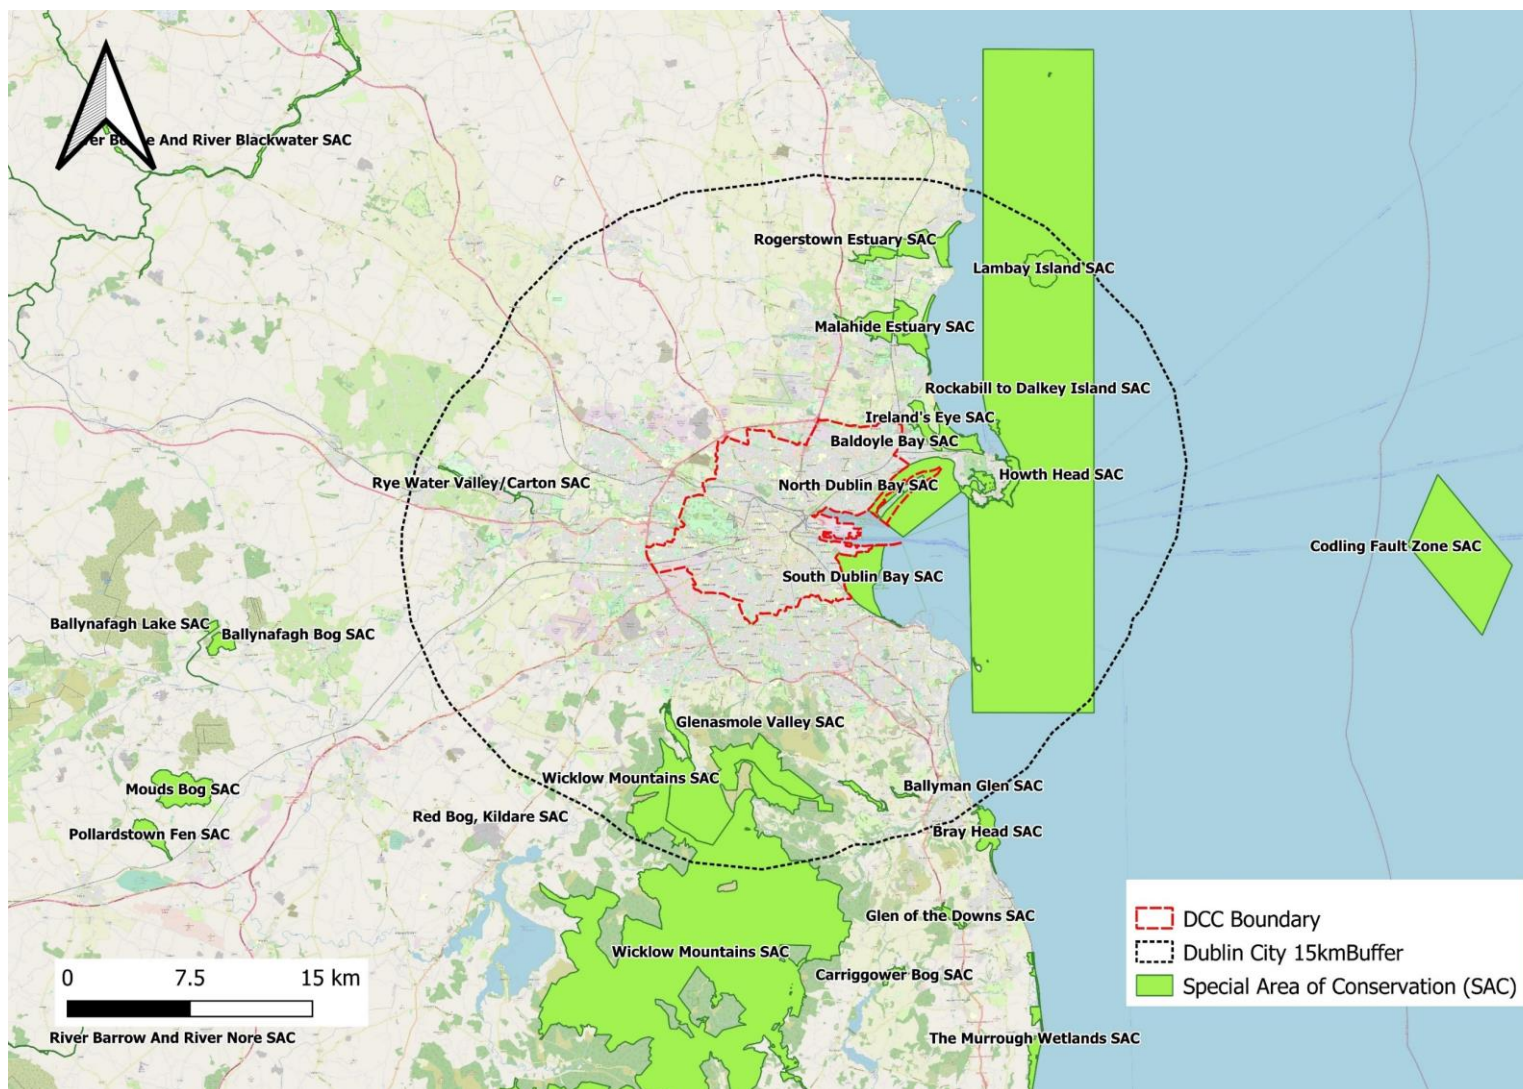 er Bo e And River Blackwater SAC
Rogerstown Estuary SAC
Lambay Island SAC
Malahide Estuary SAC
Rockabill to Dalkey Island SAC
Ireland's Eye SAC
Baldoyle Bay SAC
Howth Head SAC
Rye Water Valley/Carton SAC
North Dublin Bay SAC
Codling Fault Zone SAC
South Dublin Bay SAC
Ballynafagh Lake SAC
Ballynafagh Bog SAC
Glenasmole Valley SAC
Wicklow Mountains SAC
Ballyman Glen SAC
Mouds Bog SAC
Red Bog, Kildare SAC
Pollardstown Fen SAC
Bray Head SAC
Glen of the Downs SAC
Wicklow Mountains SAC
Carriggower Bog SAC
The Murrough Wetlands SAC
River Barrow And River Nore SAC
0 7.5 15 km
DCC Boundary
Dublin City 15kmBuffer
Special Area of Conservation (SAC)